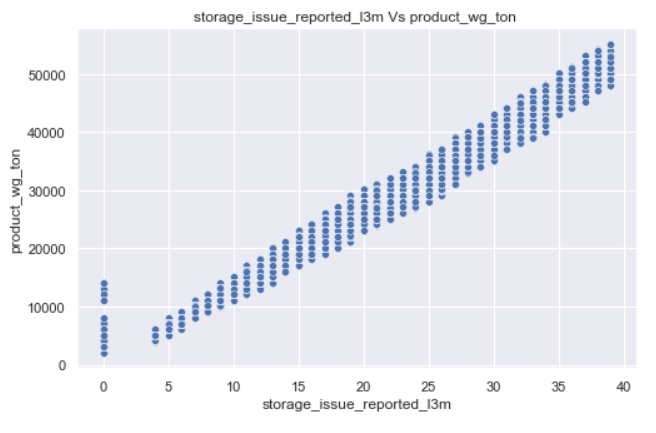 storage_issue_reported_l3m Vs product_wg_ton
50000
40000
30000
20000
10000
0
product_wg_ton
0 5 10 15 20 25 30 35 40
storage_issue_reported_l3m